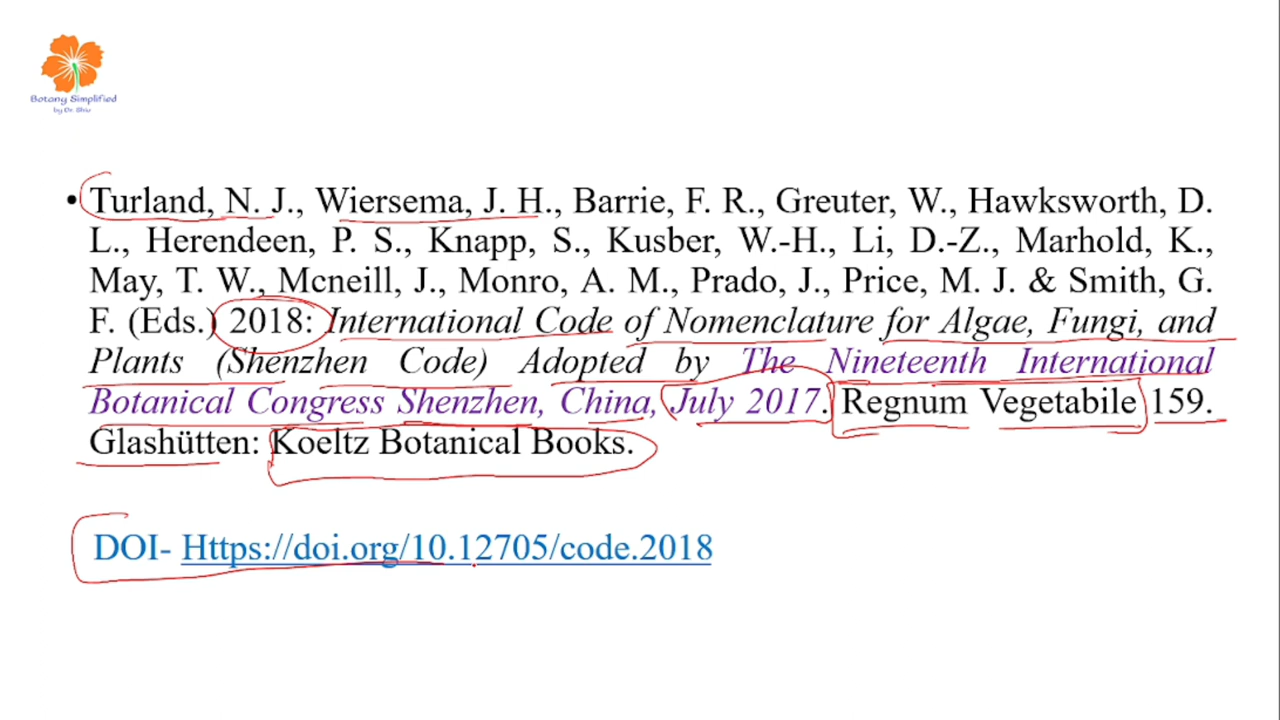 Botany Simplified
by Dr. Shiv
• Turland, N. J., Wiersema, J. H., Barrie, F. R., Greuter, W., Hawksworth, D.
L., Herendeen, P. S., Knapp, S., Kusber, W.-H., Li, D.-Z., Marhold, K.,
May, T. W., Mcneill, J., Monro, A. M., Prado, J., Price, M. J. & Smith, G.
F. (Eds.) 2018: International Code of Nomenclature for Algae, Fungi, and
Plants (Shenzhen Code) Adopted by The Nineteenth International
Botanical Congress Shenzhen, China, July 2017. Regnum Vegetabile 159.
Glashütten: Koeltz Botanical Books.
DOI- Https://doi.org/10.12705/code.2018